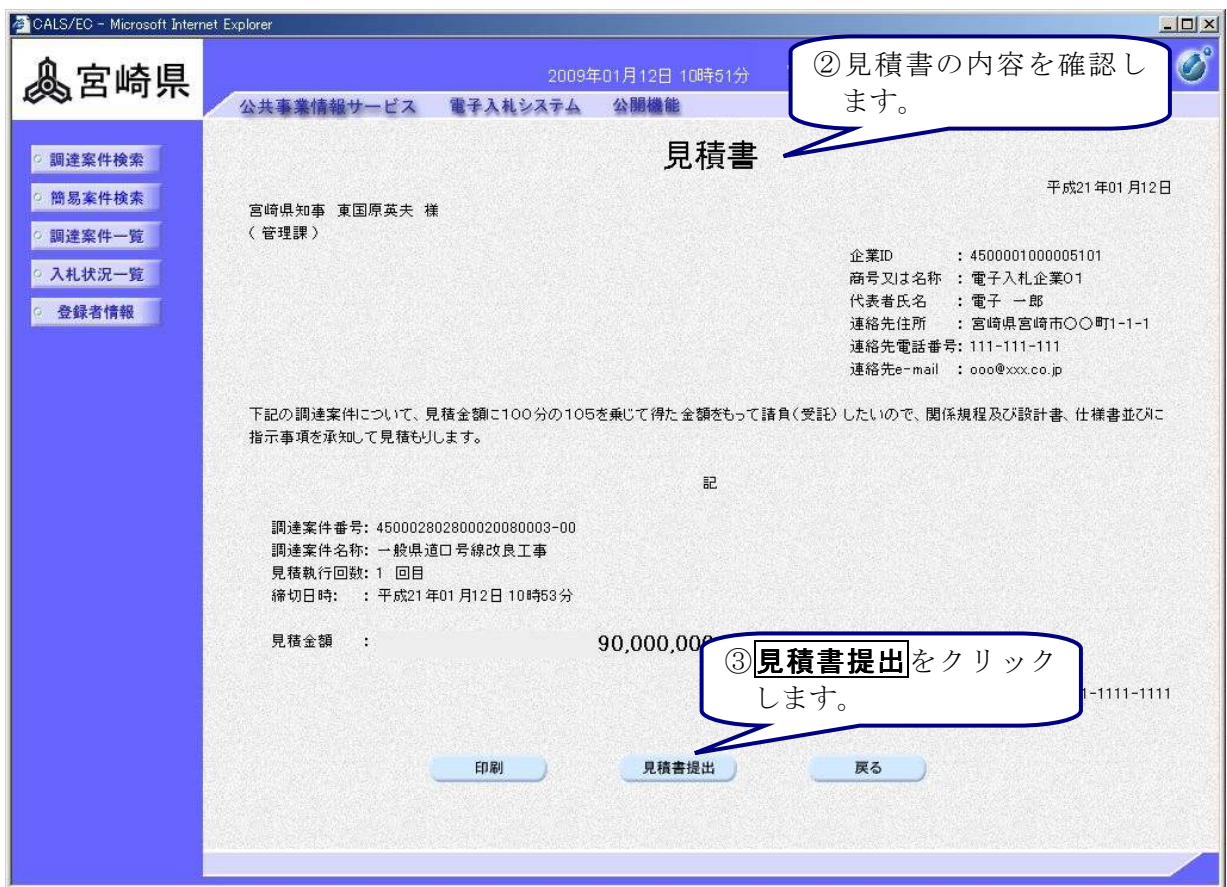 CALS/EC - Microsoft Internet Explorer
宮崎県
2009年01月12日 10時51分
公共事業情報サービス 電子入札システム 公開機能
②見積書の内容を確認し
ます。
調達案件検索
簡易案件検索
調達案件一覧
入札状況一覧
登録者情報
見積書
平成21年01月12日
宮崎県知事 東国原英夫 様
(管理課)
企業ID : 4500001000005101
商号又は名称 : 電子入札企業01
代表者氏名 : 電子 一郎
連絡先住所 : 宮崎県宮崎市〇〇町1-1-1
連絡先電話番号: 111-111-111
連絡先e-mail : ooo@xxx.co.jp
下記の調達案件について、見積金額に100分の105を乗じて得た金額をもって請負(受託)したいので、関係規程及び設計書、仕様書並びに
指示事項を承知して見積もりします。
記
調達案件番号: 450002802800020080003-00
調達案件名称: 一般県道ロ号線改良工事
見積執行回数: 1 回目
締切日時: : 平成21年01月12日 10時53分
見積金額 : 90,000,000
③見積書提出をクリック
します。
-1111-1111
印刷 見積書提出 戻る